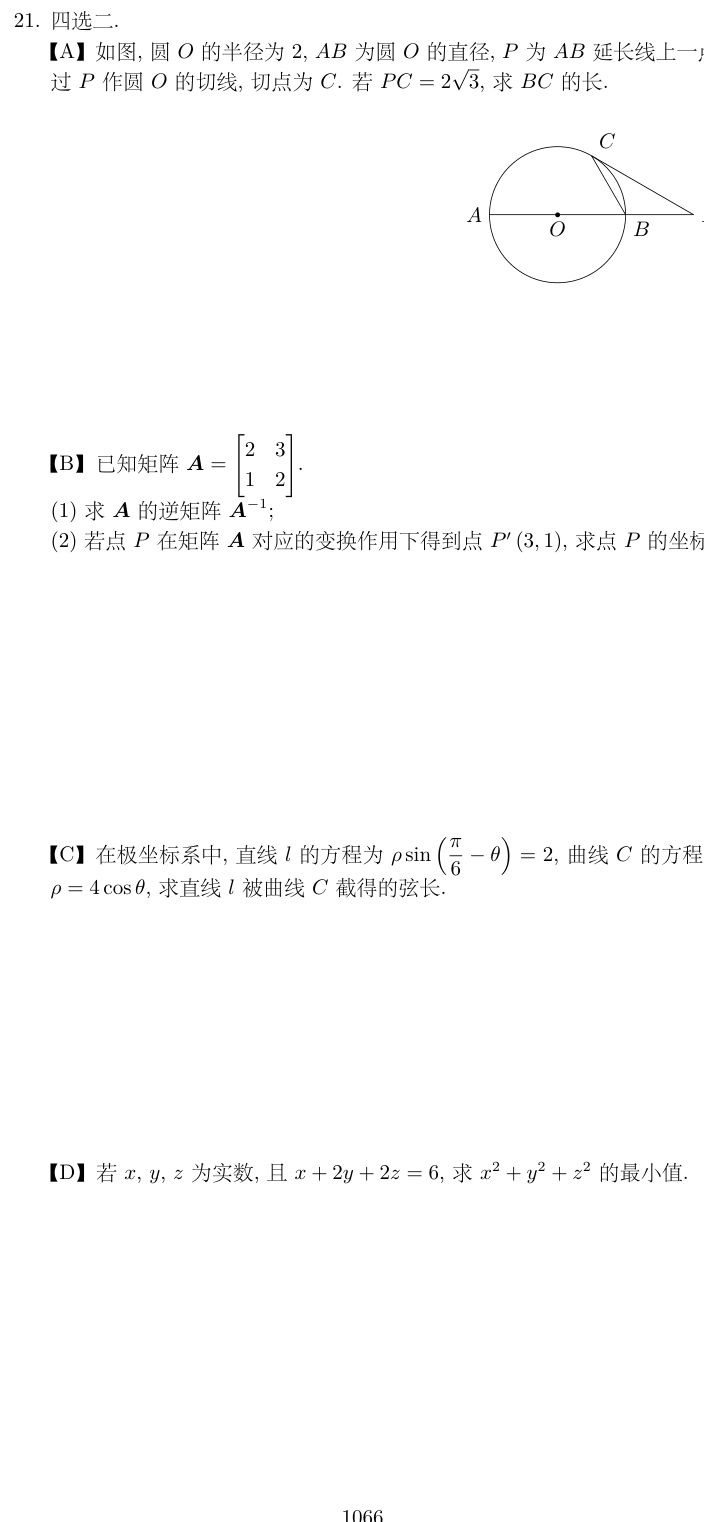 21. 四选二.
【A】如图, 圆 O 的半径为 2, AB 为圆 O 的直径, P 为 AB 延长线上一
过 P 作圆 O 的切线, 切点为 C. 若 PC = 2√3, 求 BC 的长.
C
A
O
B
【B】已知矩阵 A = [2 3; 1 2].
(1) 求 A 的逆矩阵 A⁻¹;
(2) 若点 P 在矩阵 A 对应的变换作用下得到点 P′ (3, 1), 求点 P 的坐标
【C】在极坐标系中, 直线 l 的方程为 ρ sin (π/6 − θ) = 2, 曲线 C 的方程
ρ = 4 cos θ, 求直线 l 被曲线 C 截得的弦长.
【D】若 x, y, z 为实数, 且 x + 2y + 2z = 6, 求 x² + y² + z² 的最小值.
1066